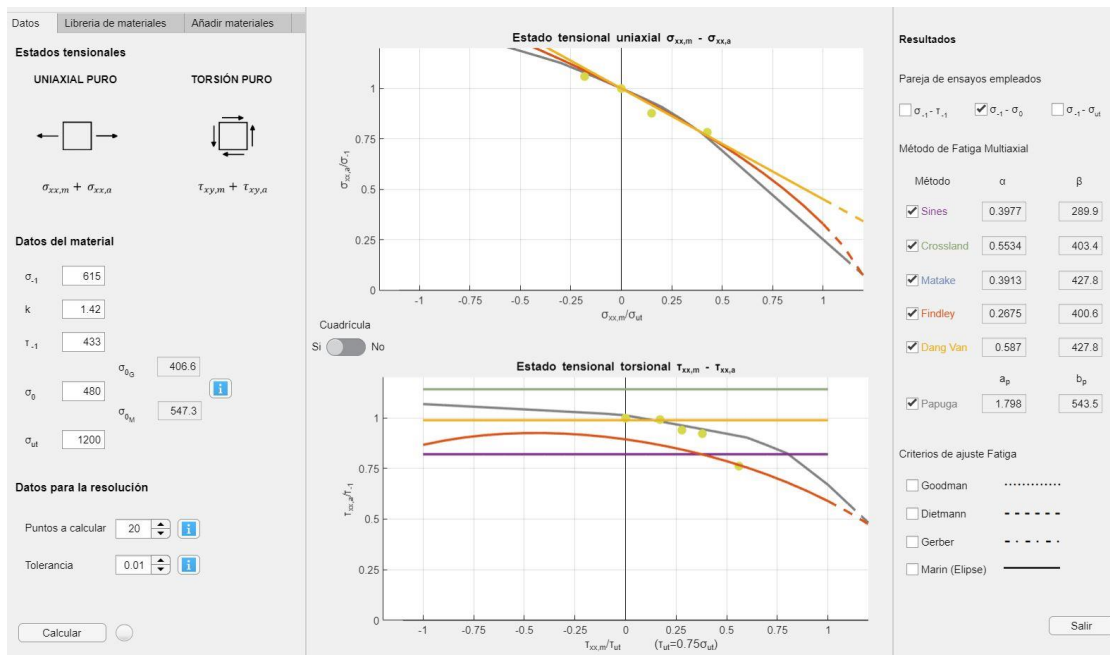 Datos
Libreria de materiales
Añadir materiales
Estados tensionales
UNIAXIAL PURO
TORSIÓN PURO
σxx,m + σxx,a
τxy,m + τxy,a
Datos del material
σ-1 615
k 1.42
τ-1 433
σ0G 406.6
σ0 480
σ0M 547.3
σut 1200
Datos para la resolución
Puntos a calcular 20
Tolerancia 0.01
Calcular
Estado tensional uniaxial σxx,m - σxx,a
σxx,a/σ-1
1
0.75
0.5
0.25
0
-1 -0.75 -0.5 -0.25 0 0.25 0.5 0.75 1
σxx,m/σut
Cuadrícula
Si No
Estado tensional torsional τxx,m - τxx,a
τxx,a/τ-1
1
0.75
0.5
0.25
0
-1 -0.75 -0.5 -0.25 0 0.25 0.5 0.75 1
τxx,m/τut (τut=0.75σut)
Resultados
Pareja de ensayos empleados
σ-1 - τ-1 σ-1 - σ0 σ-1 - σut
Método de Fatiga Multiaxial
Método α β
Sines 0.3977 289.9
Crossland 0.5534 403.4
Matake 0.3913 427.8
Findley 0.2675 400.6
Dang Van 0.587 427.8
ap bp
Papuga 1.798 543.5
Criterios de ajuste Fatiga
Goodman
Dietmann
Gerber
Marin (Elipse)
Salir